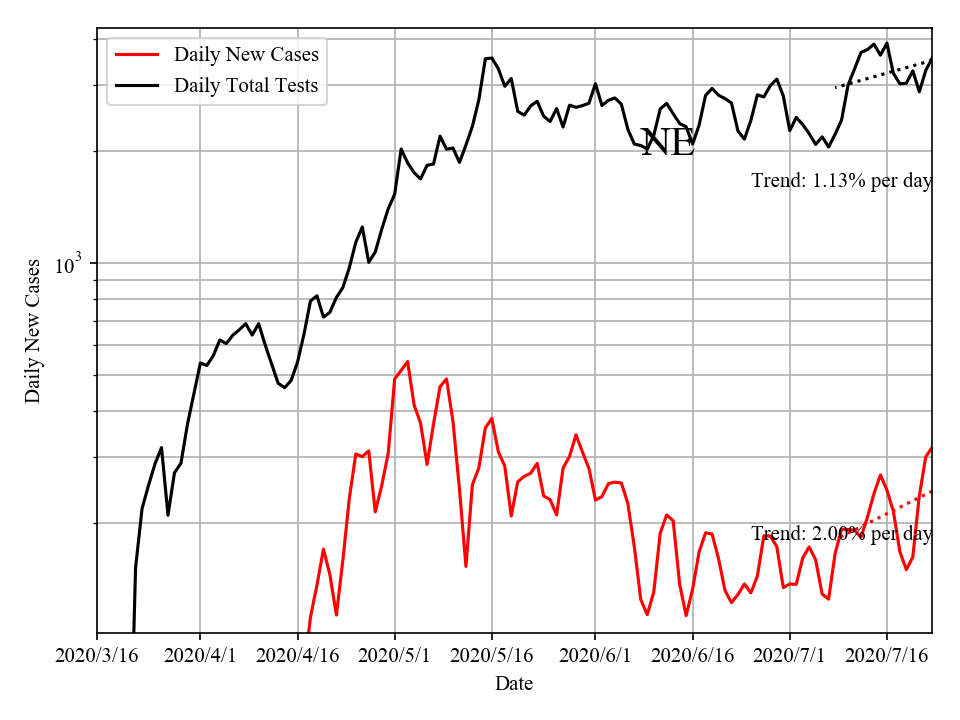 Daily New Cases
Daily Total Tests
NE
Trend: 1.13% per day
10³
Daily New Cases
Trend: 2.00% per day
2020/3/16 2020/4/1 2020/4/16 2020/5/1 2020/5/16 2020/6/1 2020/6/16 2020/7/1 2020/7/16
Date